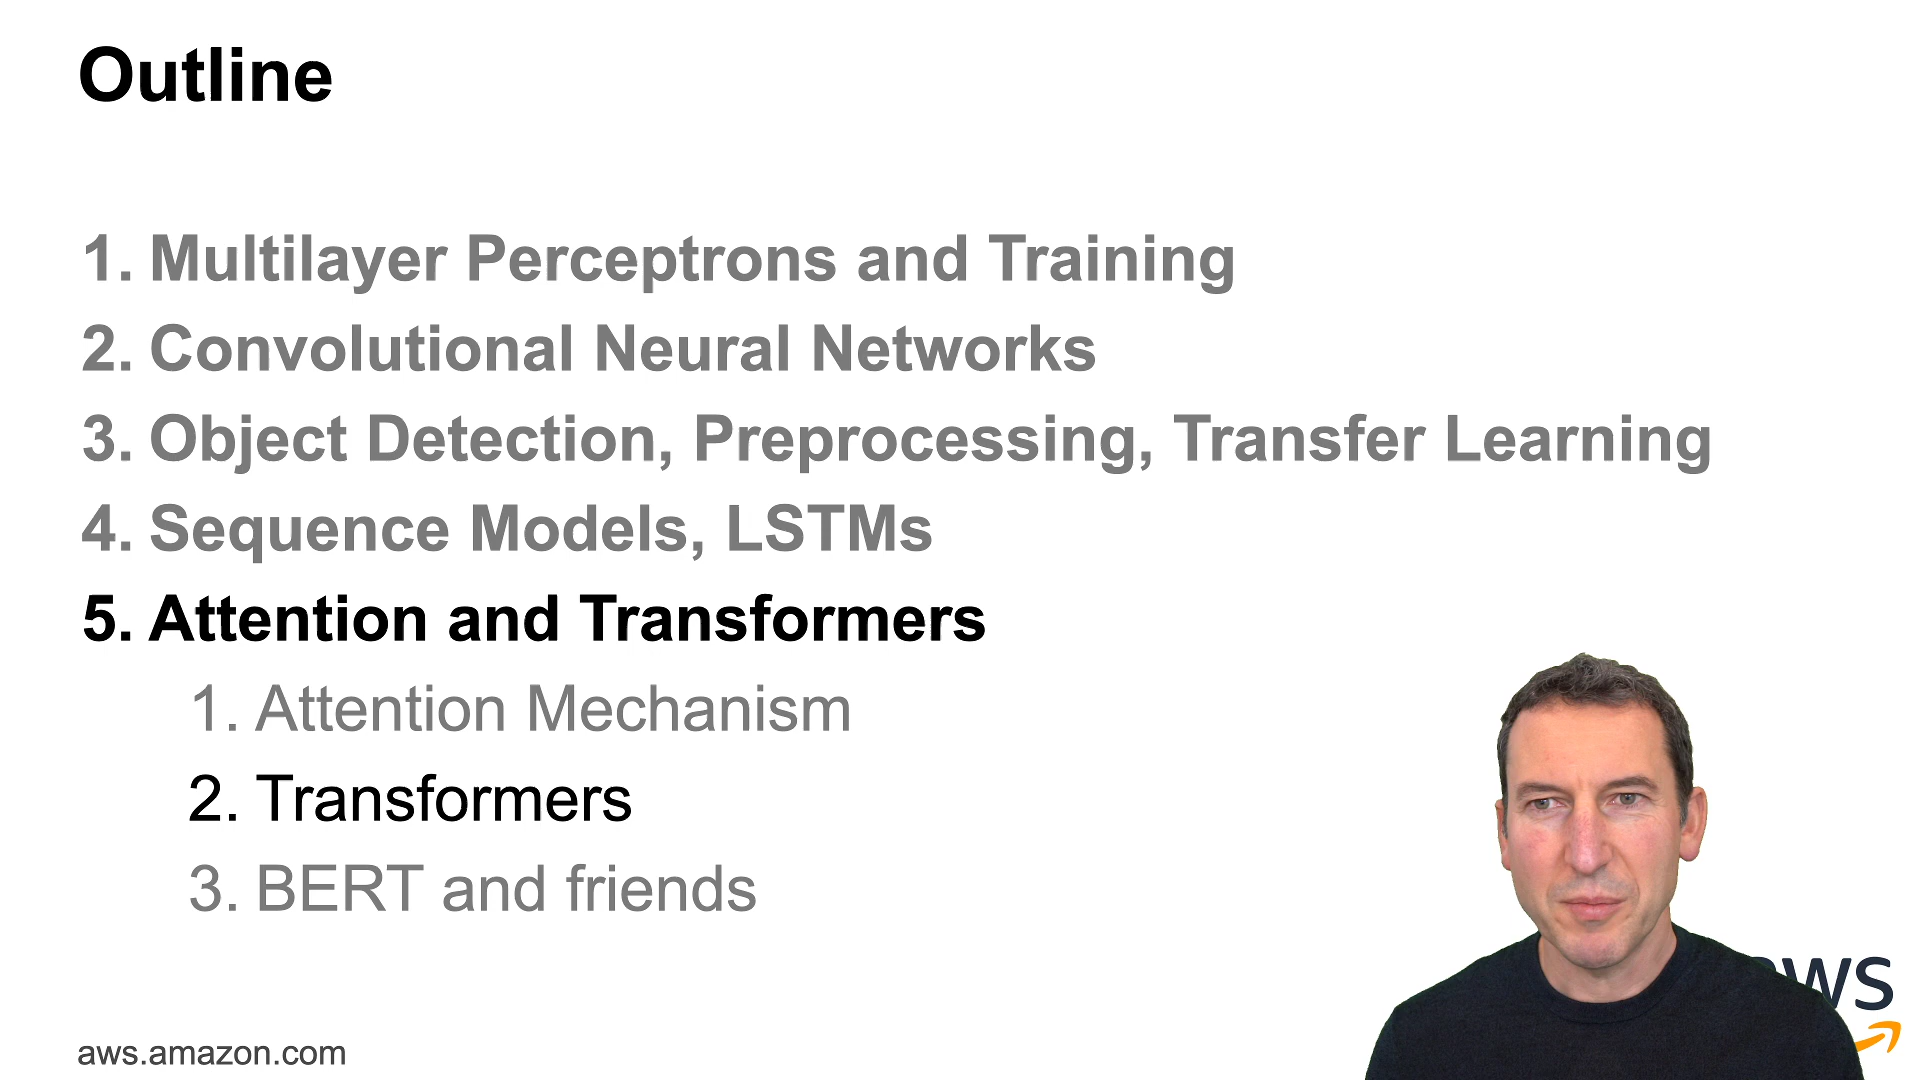 Outline
1. Multilayer Perceptrons and Training
2. Convolutional Neural Networks
3. Object Detection, Preprocessing, Transfer Learning
4. Sequence Models, LSTMs
5. Attention and Transformers
1. Attention Mechanism
2. Transformers
3. BERT and friends
aws
aws.amazon.com